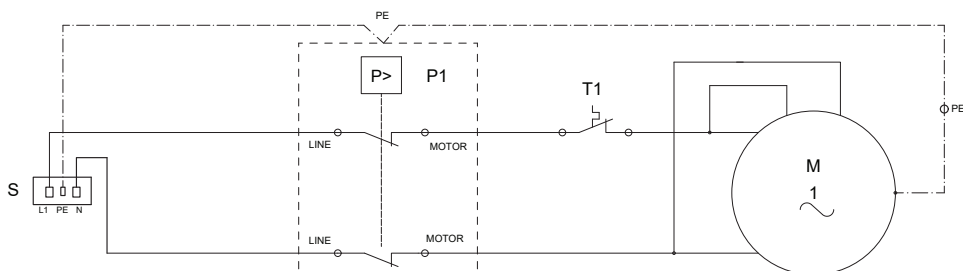 PE
P> P1
T1
PE
LINE
MOTOR
M
S
1
L1 PE N
LINE
MOTOR